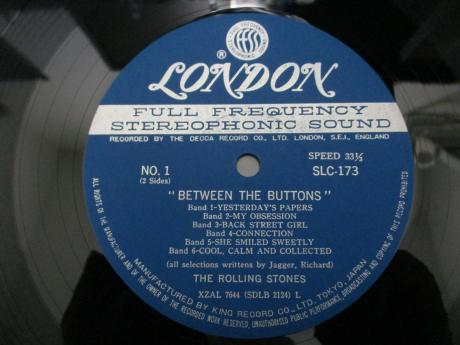 LONDON
®
FULL FREQUENCY
STEREOPHONIC SOUND
RECORDED BY THE DECCA RECORD CO., LTD. LONDON, S.E.I., ENGLAND
NO. 1
(2 Sides)
SPEED 33⅓
SLC-173
"BETWEEN THE BUTTONS"
Band 1-YESTERDAY'S PAPERS
Band 2-MY OBSESSION
Band 3-BACK STREET GIRL
Band 4-CONNECTION
Band 5-SHE SMILED SWEETLY
Band 6-COOL, CALM AND COLLECTED
(all selections writtens by Jagger, Richard)
THE ROLLING STONES
XZAL 7644 (SDLB 2124) L
MANUFACTURED BY KING RECORD CO., LTD. TOKYO, JAPAN
ALL RIGHTS OF THE MANUFACTURER AND OF THE OWNER OF THE RECORDED WORK RESERVED, UNAUTHORISED PUBLIC PERFORMANCE, BROADCASTING AND COPYING OF THIS RECORD PROHIBITED